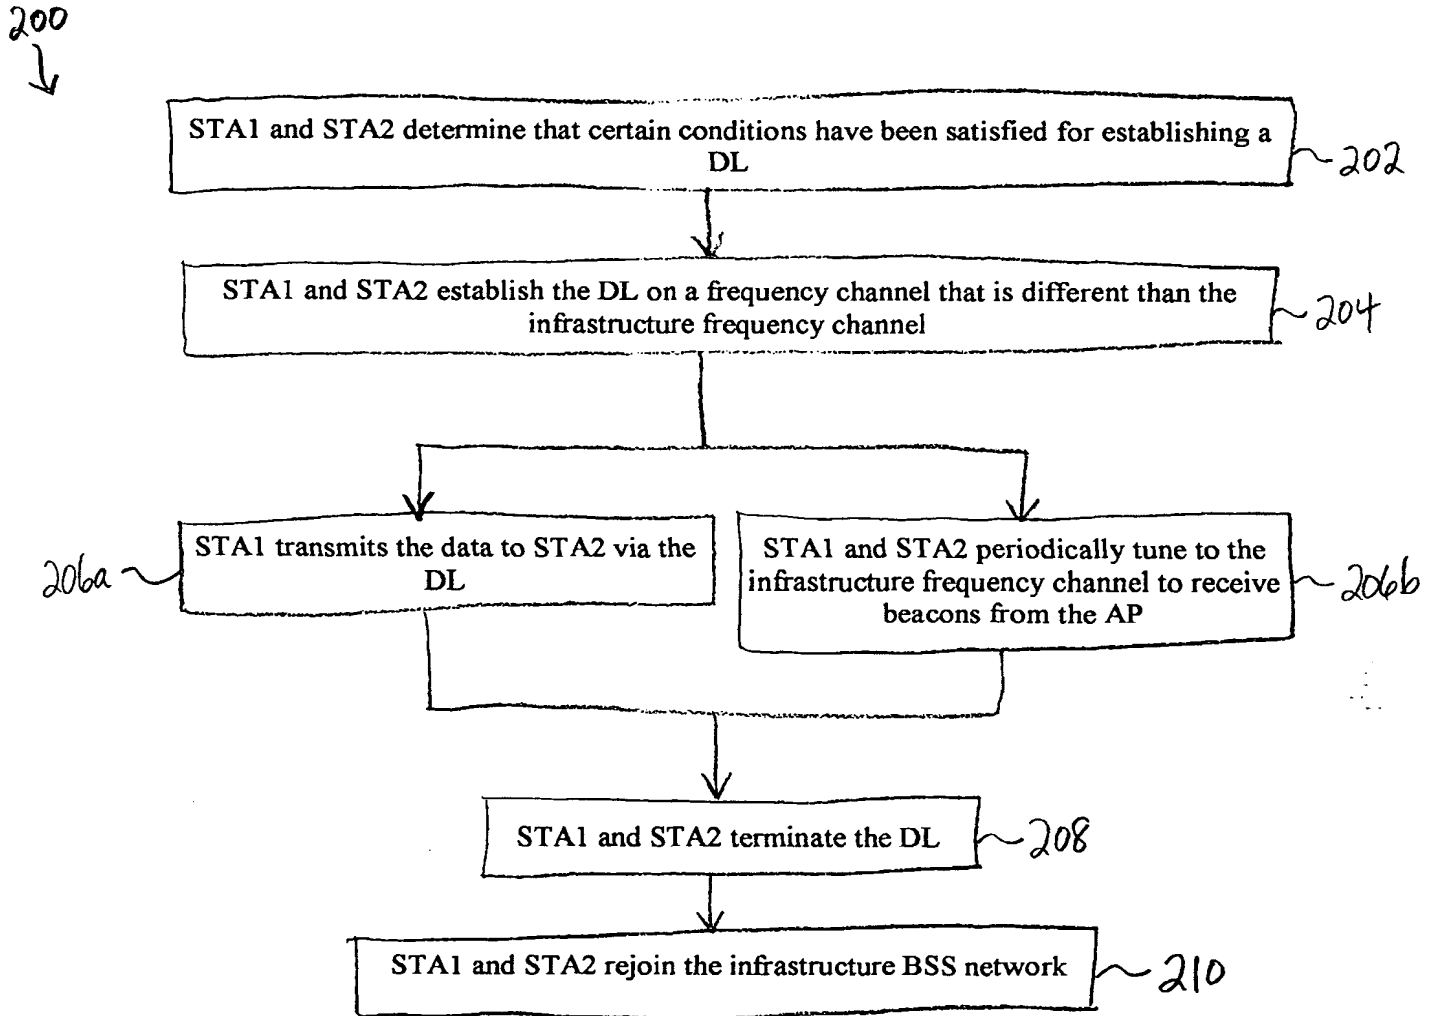 200
STA1 and STA2 determine that certain conditions have been satisfied for establishing a
DL
202
STA1 and STA2 establish the DL on a frequency channel that is different than the
infrastructure frequency channel
204
STA1 transmits the data to STA2 via the
DL
206a
STA1 and STA2 periodically tune to the
infrastructure frequency channel to receive
beacons from the AP
206b
STA1 and STA2 terminate the DL
208
STA1 and STA2 rejoin the infrastructure BSS network
210